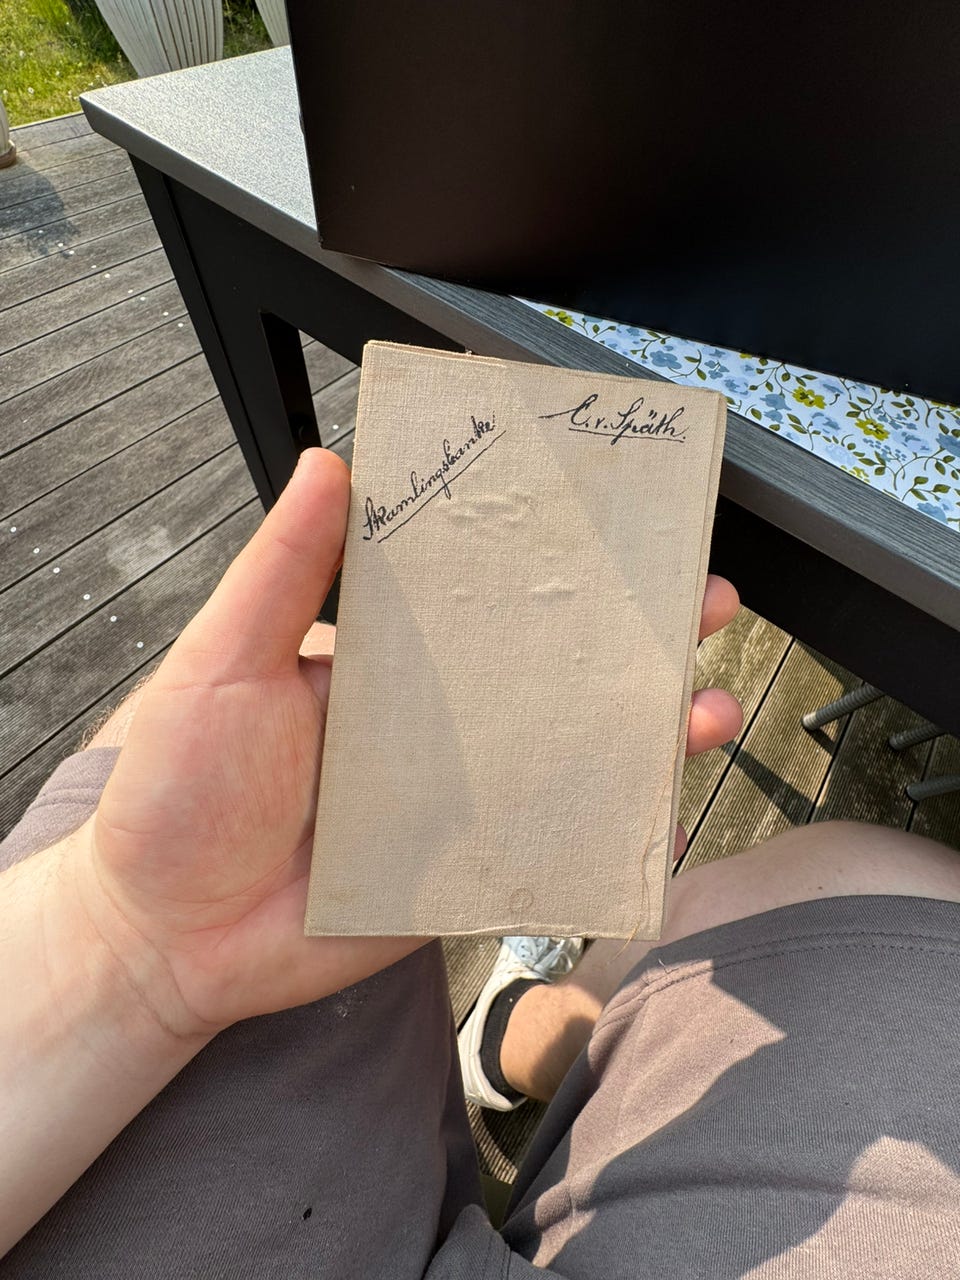 Skamlingsbanke
C. v. Späth.